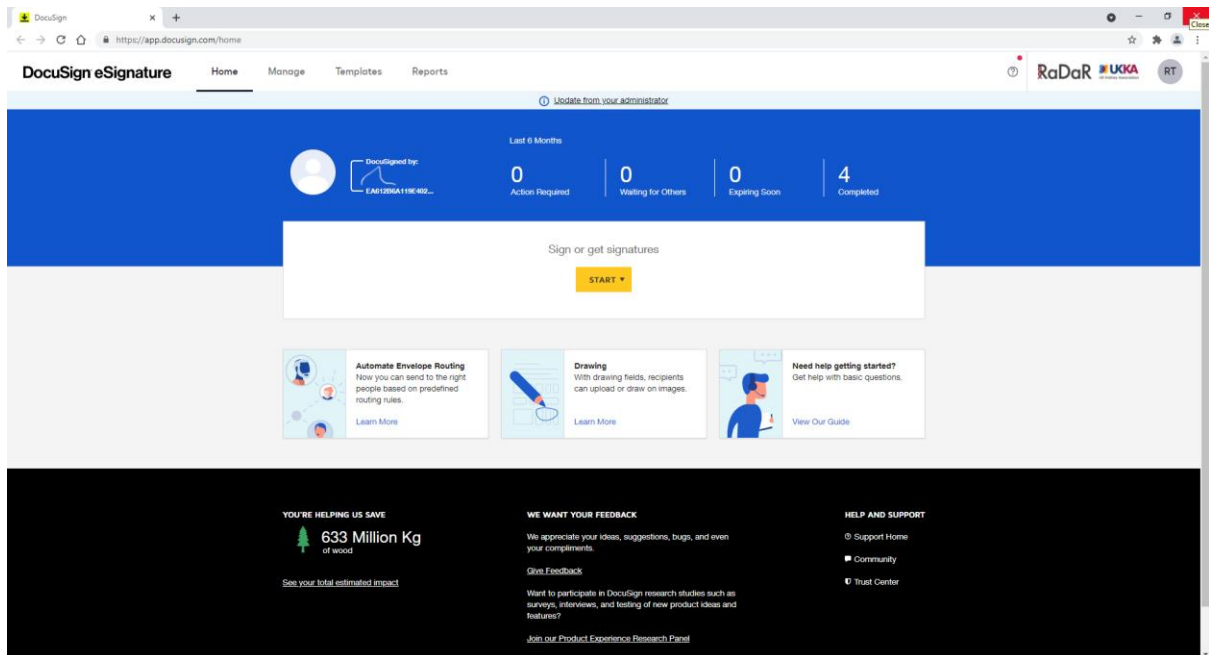 DocuSign
https://app.docusign.com/home
Close
DocuSign eSignature Home Manage Templates Reports
RaDaR UKKA RT
Update from your administrator
Last 6 Months
DocuSigned by:
EA612B6A119E402...
0 0 0 4
Action Required Waiting for Others Expiring Soon Completed
Sign or get signatures
START
Automate Envelope Routing
Now you can send to the right
people based on predefined
routing rules.
Learn More
Drawing
With drawing fields, recipients
can upload or draw on images.
Learn More
Need help getting started?
Get help with basic questions.
View Our Guide
YOU'RE HELPING US SAVE
633 Million Kg
of wood
See your total estimated impact
WE WANT YOUR FEEDBACK
We appreciate your ideas, suggestions, bugs, and even
your compliments.
Give Feedback
Want to participate in DocuSign research studies such as
surveys, interviews, and testing of new product ideas and
features?
Join our Product Experience Research Panel
HELP AND SUPPORT
Support Home
Community
Trust Center